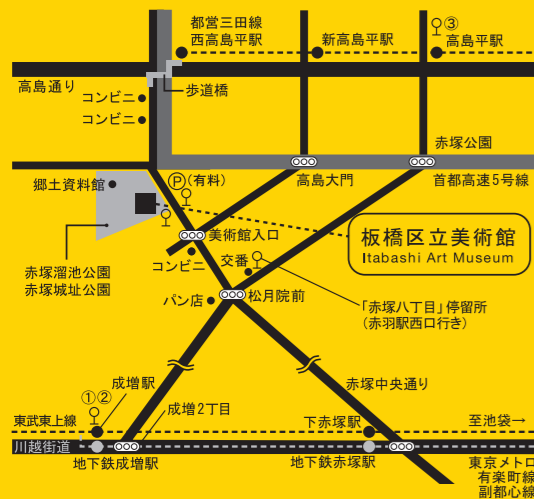 都営三田線
西高島平駅
新高島平駅
③
高島平駅
高島通り
歩道橋
コンビニ
コンビニ
赤塚公園
郷土資料館
Ⓟ(有料)
高島大門
首都高速5号線
美術館入口
板橋区立美術館
Itabashi Art Museum
コンビニ
交番
赤塚溜池公園
赤塚城址公園
パン店
松月院前
「赤塚八丁目」停留所
(赤羽駅西口行き)
成増駅
赤塚中央通り
①②
成増2丁目
下赤塚駅
至池袋→
東武東上線
川越街道
地下鉄成増駅
地下鉄赤塚駅
東京メトロ
有楽町線
副都心線